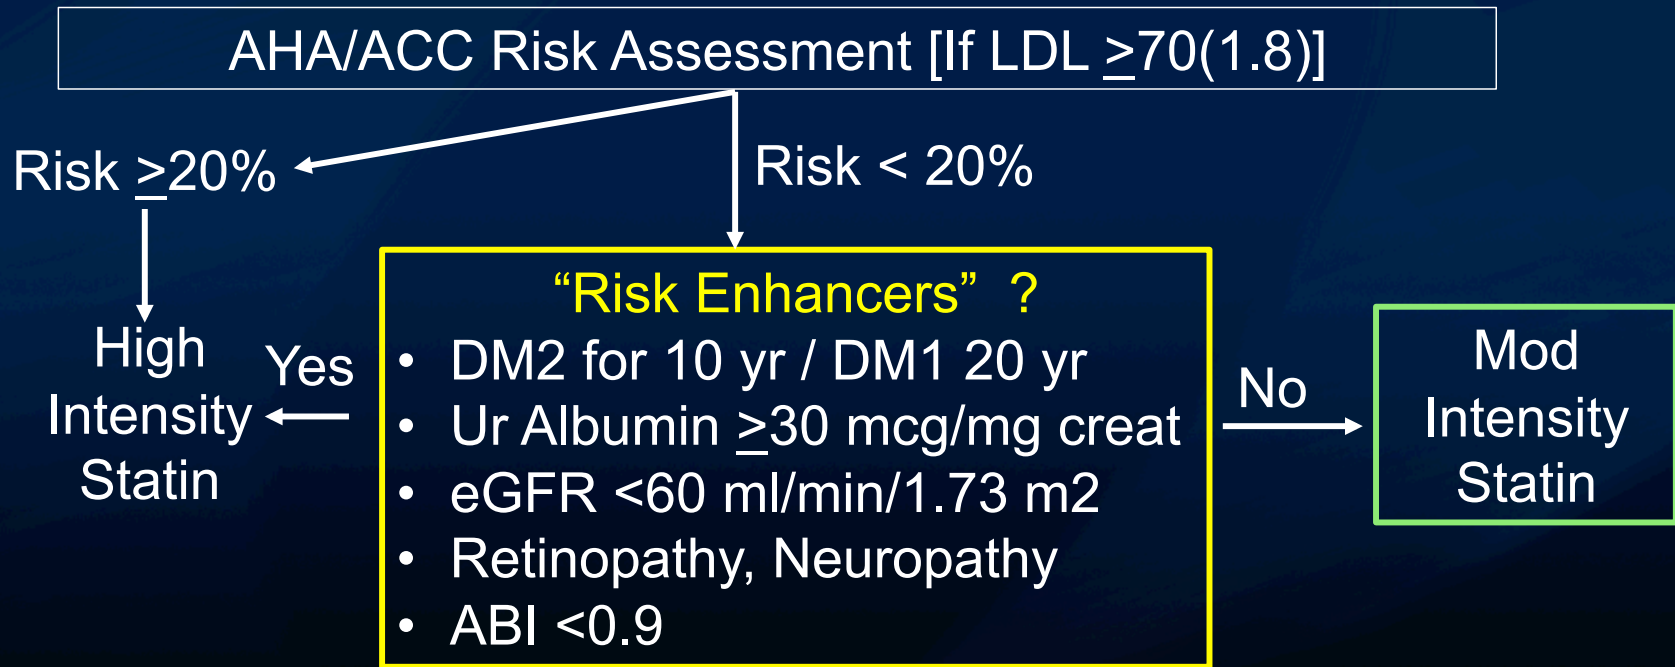 AHA/ACC Risk Assessment [If LDL ≥70(1.8)]
Risk ≥20%
Risk < 20%
“Risk Enhancers” ?
• DM2 for 10 yr / DM1 20 yr
• Ur Albumin ≥30 mcg/mg creat
• eGFR <60 ml/min/1.73 m2
• Retinopathy, Neuropathy
• ABI <0.9
Yes
High
Intensity
Statin
No
Mod
Intensity
Statin